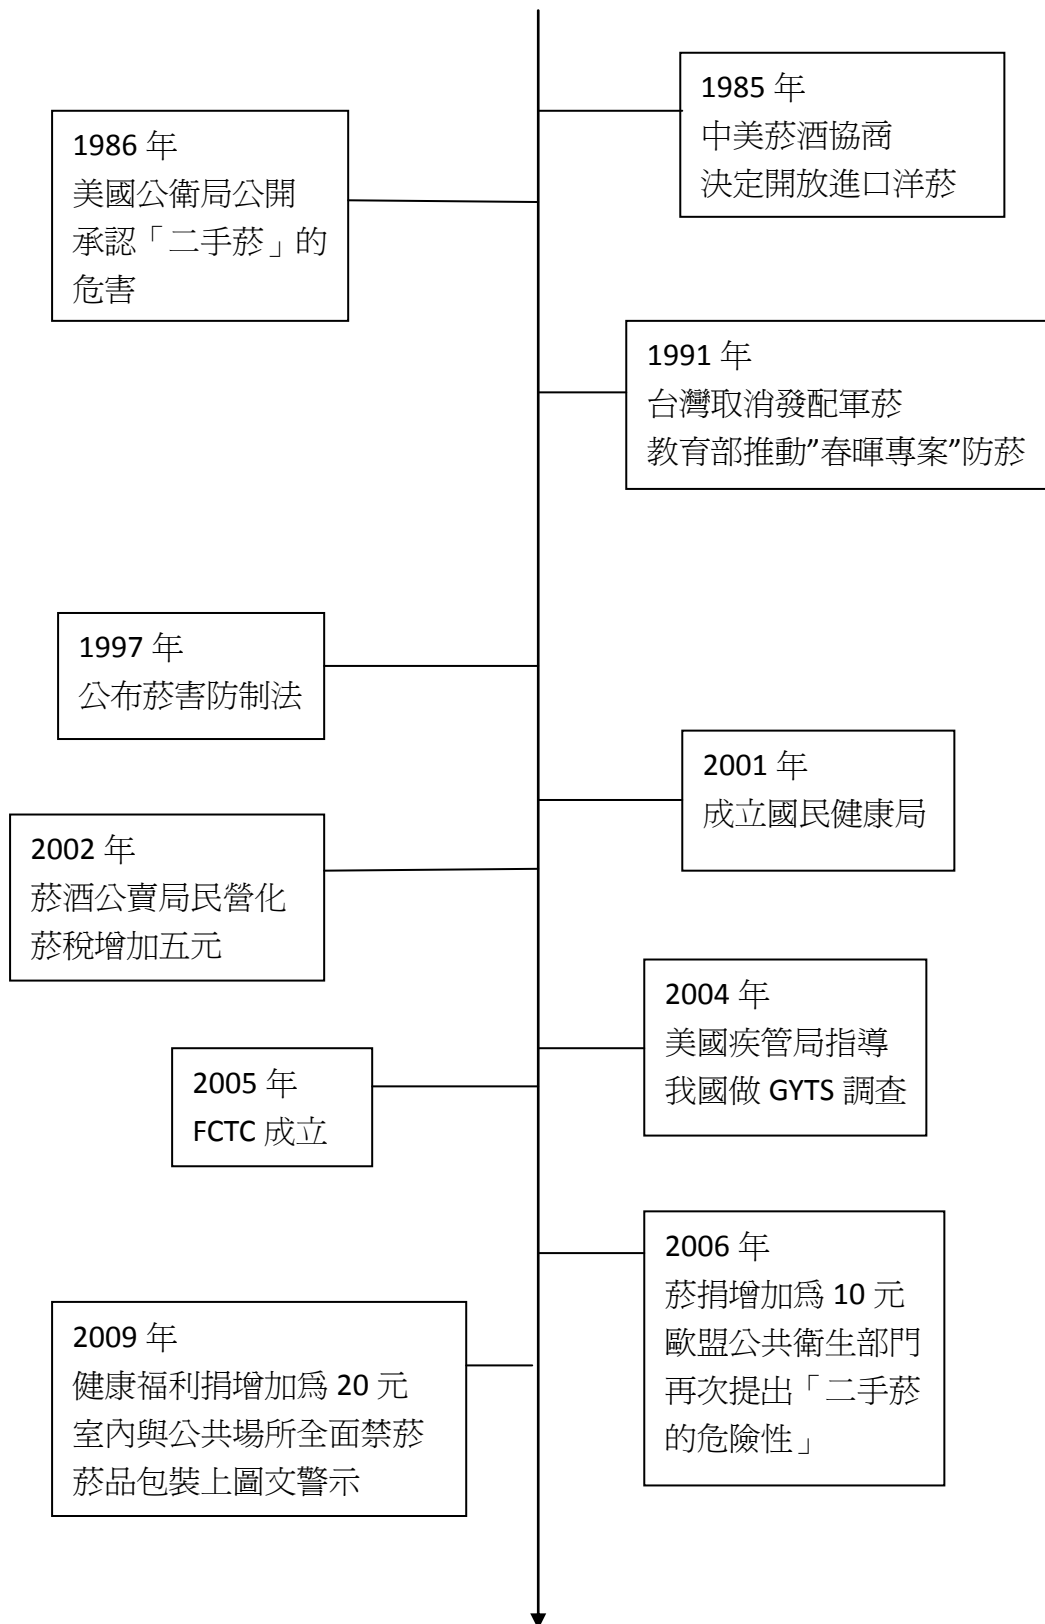 1985 年
中美菸酒協商
決定開放進口洋菸
1986 年
美國公衛局公開
承認「二手菸」的
危害
1991 年
台灣取消發配軍菸
教育部推動”春暉專案”防菸
1997 年
公布菸害防制法
2001 年
成立國民健康局
2002 年
菸酒公賣局民營化
菸稅增加五元
2004 年
美國疾管局指導
我國做 GYTS 調查
2005 年
FCTC 成立
2006 年
菸捐增加爲 10 元
歐盟公共衛生部門
再次提出「二手菸
的危險性」
2009 年
健康福利捐增加爲 20 元
室內與公共場所全面禁菸
菸品包裝上圖文警示